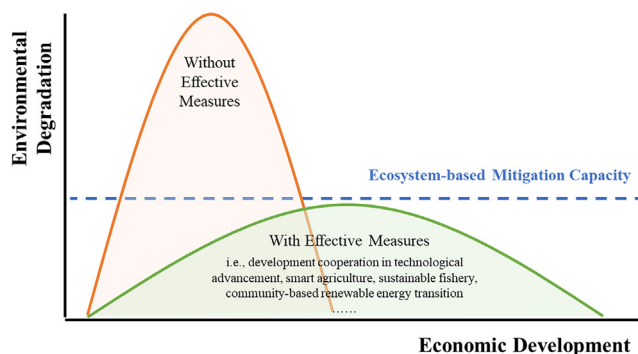 Environmental
Degradation
Without
Effective
Measures
Ecosystem-based Mitigation Capacity
With Effective Measures
i.e., development cooperation in technological
advancement, smart agriculture, sustainable fishery,
community-based renewable energy transition
……
Economic Development